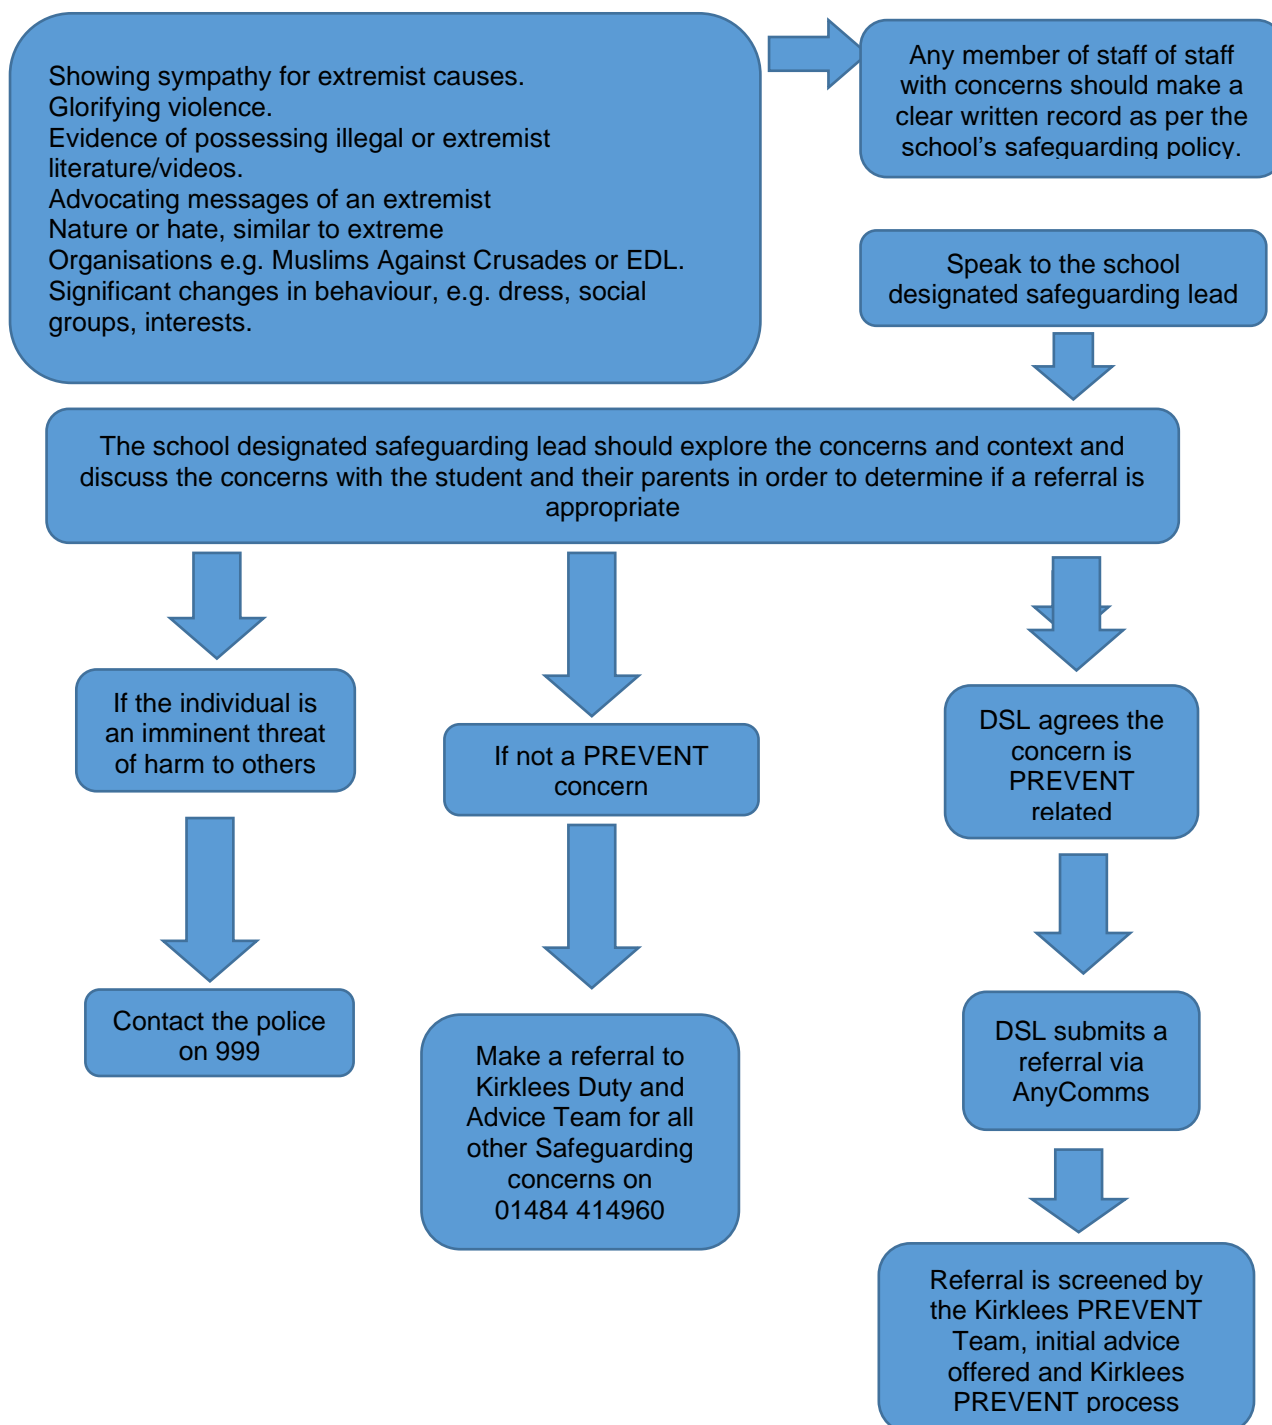 Showing sympathy for extremist causes.
Glorifying violence.
Evidence of possessing illegal or extremist
literature/videos.
Advocating messages of an extremist
Nature or hate, similar to extreme
Organisations e.g. Muslims Against Crusades or EDL.
Significant changes in behaviour, e.g. dress, social
groups, interests.
Any member of staff of staff
with concerns should make a
clear written record as per the
school’s safeguarding policy.
Speak to the school
designated safeguarding lead
The school designated safeguarding lead should explore the concerns and context and
discuss the concerns with the student and their parents in order to determine if a referral is
appropriate
If the individual is
an imminent threat
of harm to others
Contact the police
on 999
If not a PREVENT
concern
Make a referral to
Kirklees Duty and
Advice Team for all
other Safeguarding
concerns on
01484 414960
DSL agrees the
concern is
PREVENT
related
DSL submits a
referral via
AnyComms
Referral is screened by
the Kirklees PREVENT
Team, initial advice
offered and Kirklees
PREVENT process